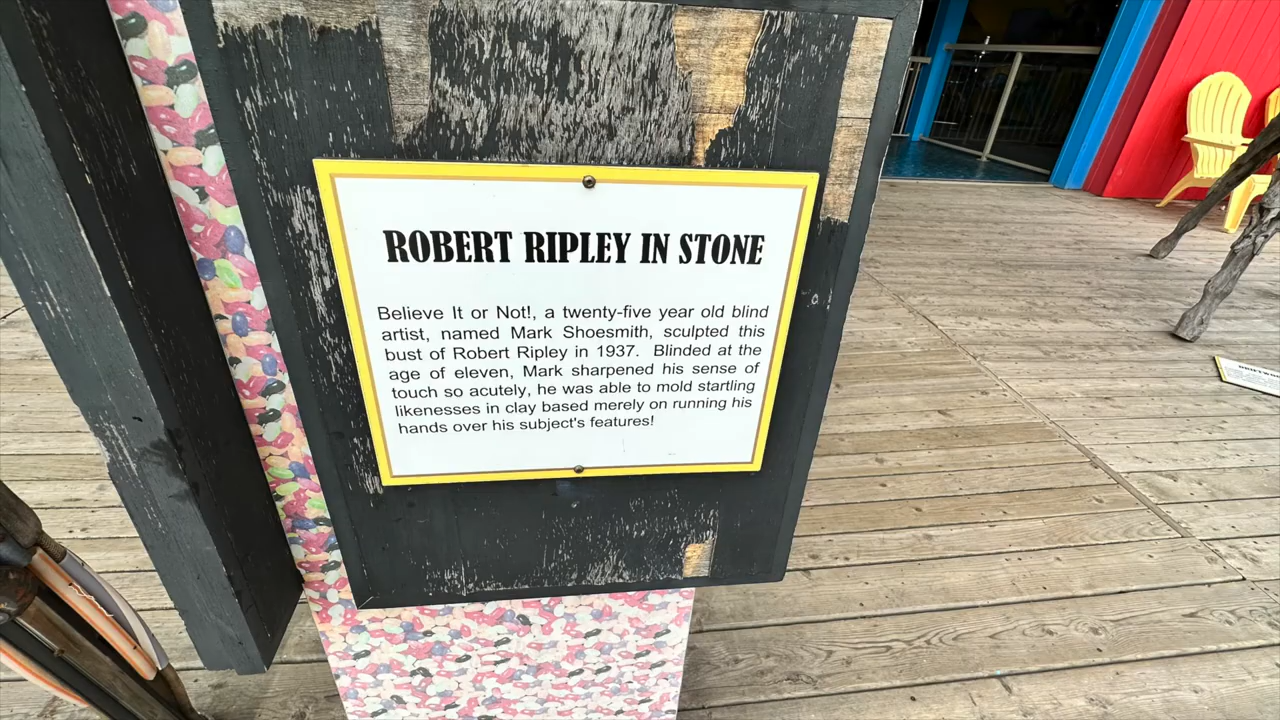 ROBERT RIPLEY IN STONE
Believe It or Not!, a twenty-five year old blind
artist, named Mark Shoesmith, sculpted this
bust of Robert Ripley in 1937. Blinded at the
age of eleven, Mark sharpened his sense of
touch so acutely, he was able to mold startling
likenesses in clay based merely on running his
hands over his subject's features!